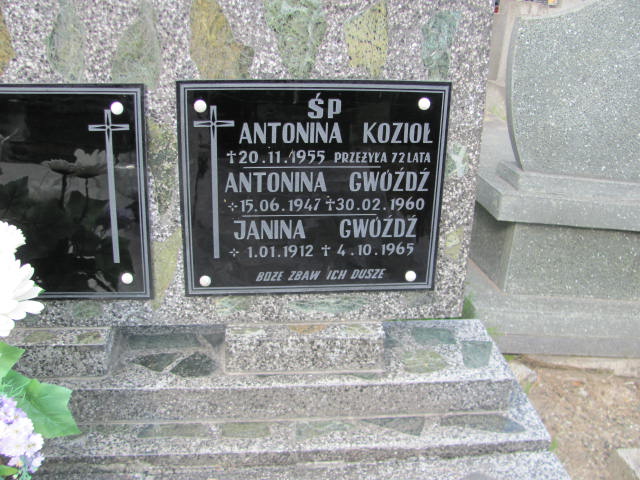 ŚP
ANTONINA KOZIOŁ
✝20.11.1955 PRZEŻYŁA 72 LATA
ANTONINA GWÓŹDŹ
*15.06.1947 ✝30.02.1960
JANINA GWÓŹDŹ
*1.01.1912 ✝4.10.1965
BOŻE ZBAW ICH DUSZE